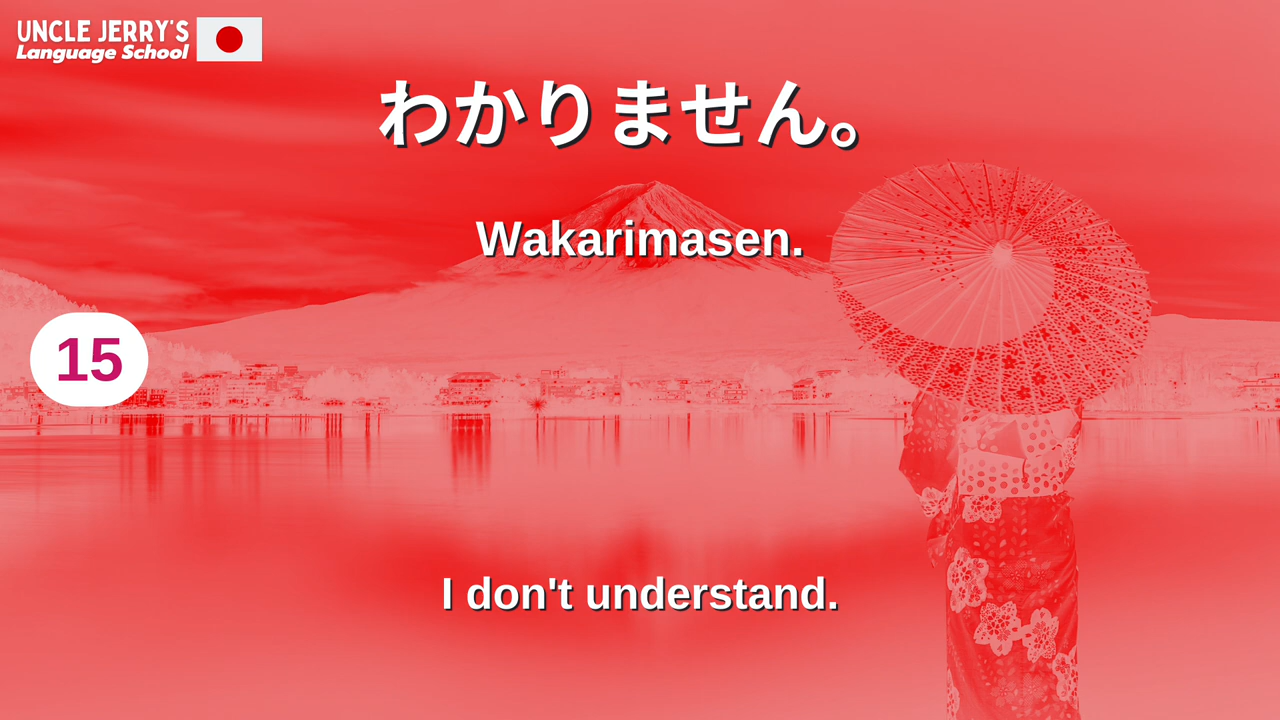 UNCLE JERRY'S
Language School
わかりません。
Wakarimasen.
15
I don't understand.